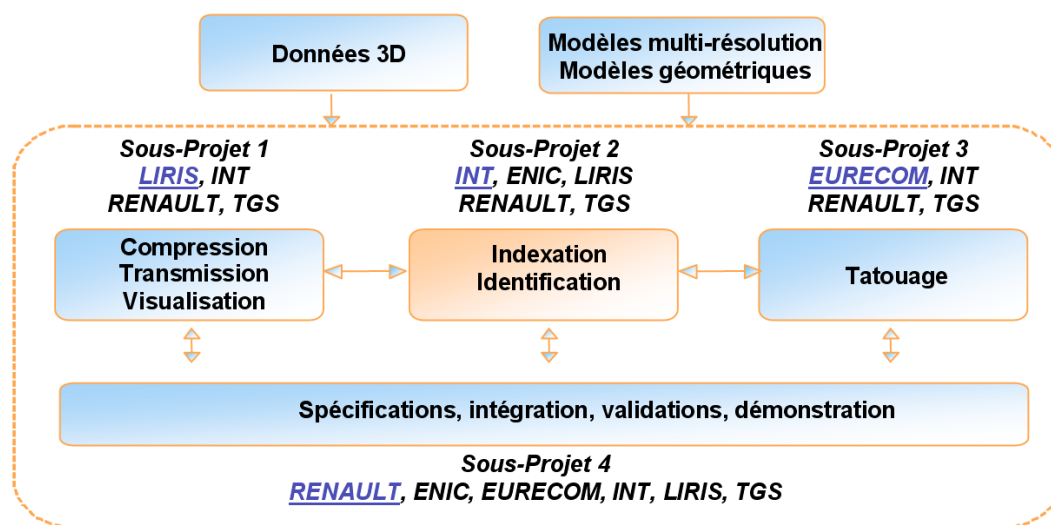 Données 3D
Modèles multi-résolution
Modèles géométriques
Sous-Projet 1
LIRIS, INT
RENAULT, TGS
Sous-Projet 2
INT, ENIC, LIRIS
RENAULT, TGS
Sous-Projet 3
EURECOM, INT
RENAULT, TGS
Compression
Transmission
Visualisation
Indexation
Identification
Tatouage
Spécifications, intégration, validations, démonstration
Sous-Projet 4
RENAULT, ENIC, EURECOM, INT, LIRIS, TGS